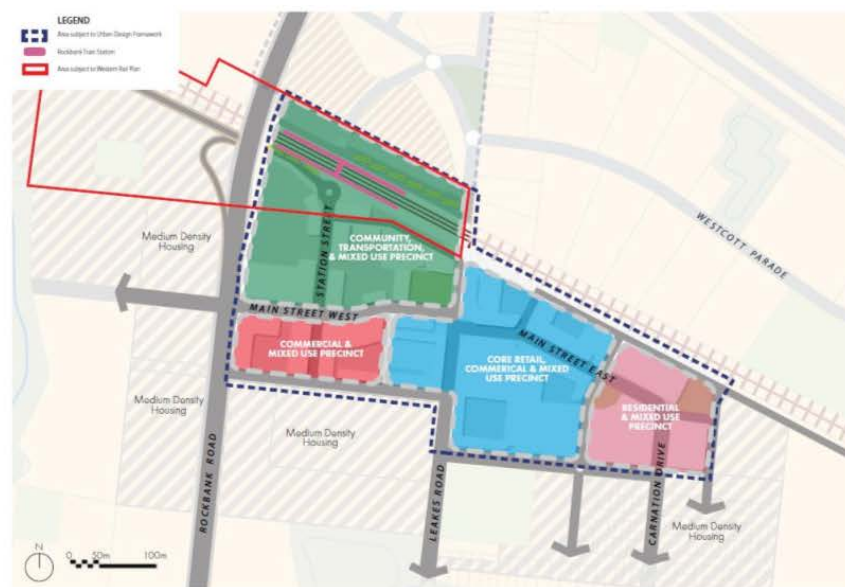 LEGEND
Area subject to Urban Design Framework
Rockbank Train Station
Area subject to Western Rail Plan
WESTCOTT PARADE
Medium Density
Housing
STATION STREET
COMMUNITY,
TRANSPORTATION,
& MIXED USE PRECINCT
MAIN STREET WEST
COMMERCIAL &
MIXED USE PRECINCT
MAIN STREET EAST
CORE RETAIL,
COMMERICAL & MIXED
USE PRECINCT
RESIDENTIAL
& MIXED USE
PRECINCT
Medium Density
Housing
Medium Density
Housing
ROCKBANK ROAD
LEAKES ROAD
CARNATION DRIVE
Medium Density
Housing
N
0 50m 100m